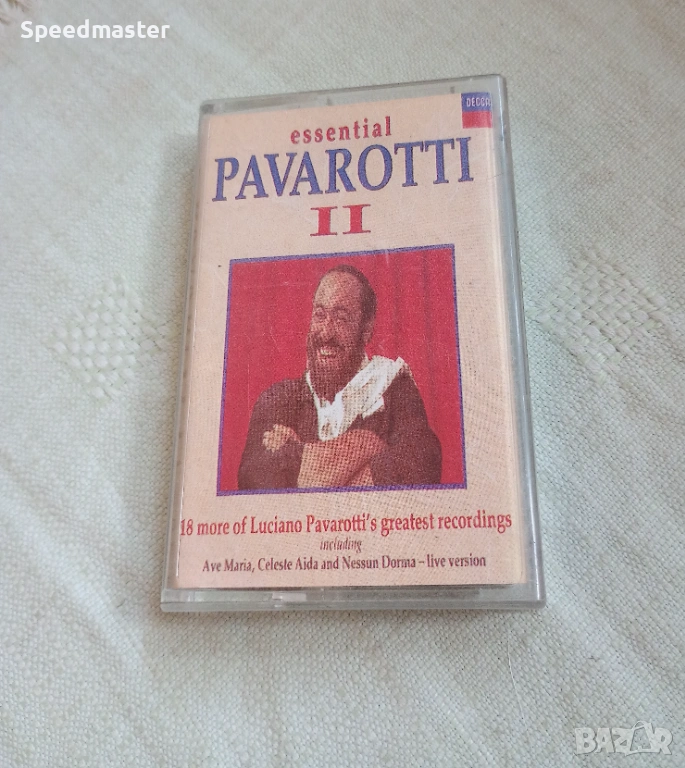 Speedmaster
DECCA
essential
PAVAROTTI
II
18 more of Luciano Pavarotti's greatest recordings
including
Ave Maria, Celeste Aida and Nessun Dorma – live version
BAZAR